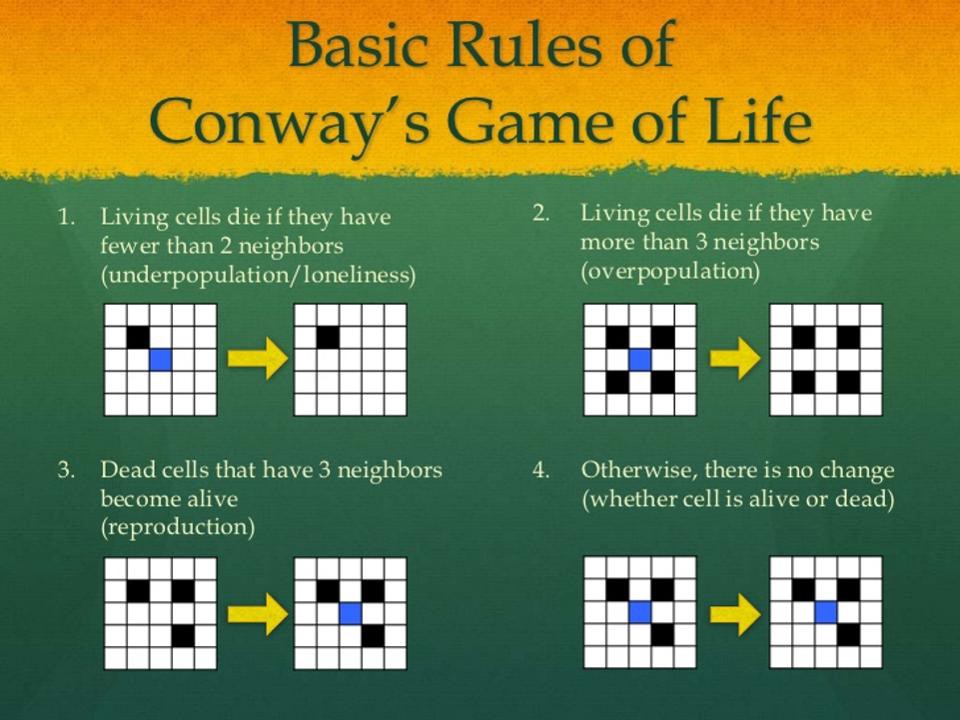 Basic Rules of
Conway's Game of Life
1. Living cells die if they have
fewer than 2 neighbors
(underpopulation/loneliness)
2. Living cells die if they have
more than 3 neighbors
(overpopulation)
3. Dead cells that have 3 neighbors
become alive
(reproduction)
4. Otherwise, there is no change
(whether cell is alive or dead)